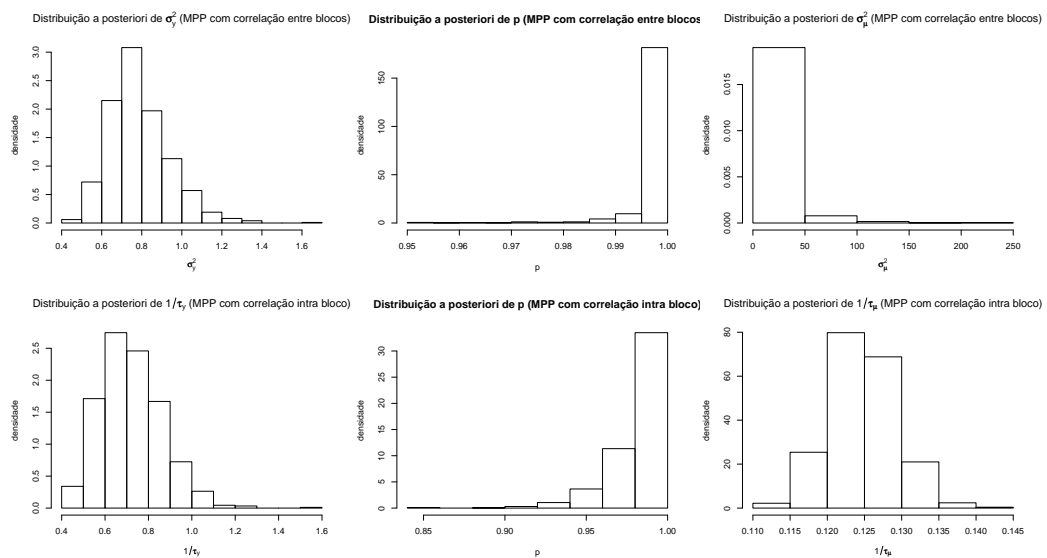 Distribuição a posteriori de σ²y (MPP com correlação entre blocos)
densidade
0.0 0.5 1.0 1.5 2.0 2.5 3.0
0.4 0.6 0.8 1.0 1.2 1.4 1.6
σ²y
Distribuição a posteriori de p (MPP com correlação entre blocos
densidade
0 50 100 150
0.95 0.96 0.97 0.98 0.99 1.00
p
Distribuição a posteriori de σ²μ (MPP com correlação entre blocos)
densidade
0.000 0.005 0.010 0.015
0 50 100 150 200 250
σ²μ
Distribuição a posteriori de 1/τy (MPP com correlação intra bloco)
densidade
0.0 0.5 1.0 1.5 2.0 2.5
0.4 0.6 0.8 1.0 1.2 1.4 1.6
1/τy
Distribuição a posteriori de p (MPP com correlação intra bloco)
densidade
0 5 10 15 20 25 30
0.85 0.90 0.95 1.00
p
Distribuição a posteriori de 1/τμ (MPP com correlação intra bloco)
densidade
0 20 40 60 80
0.110 0.115 0.120 0.125 0.130 0.135 0.140 0.145
1/τμ